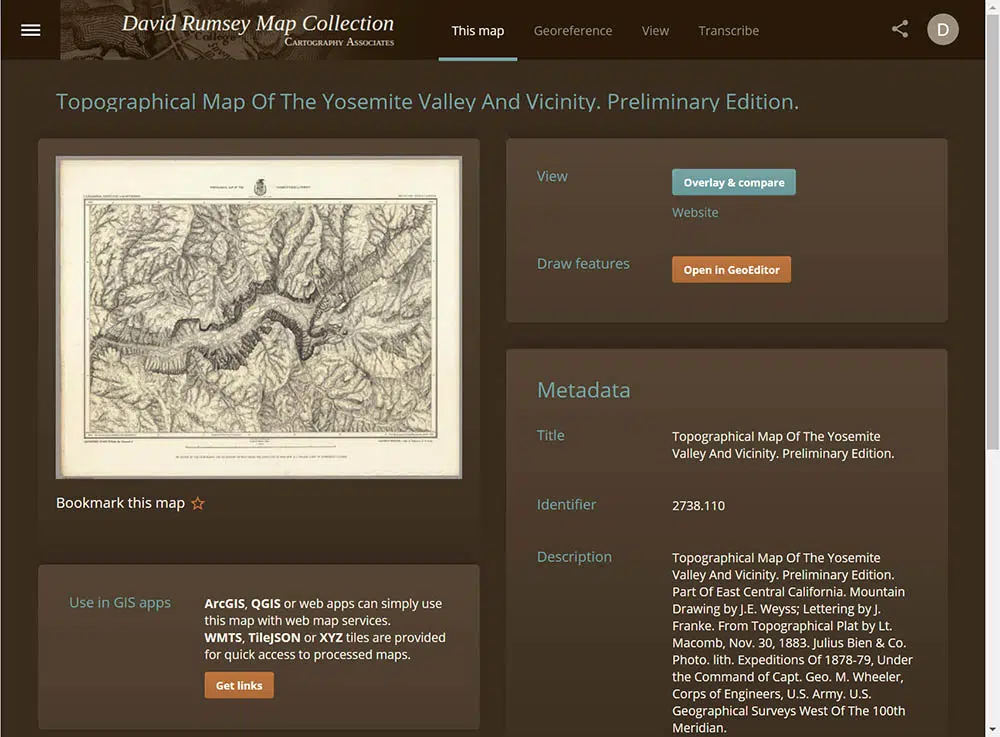 David Rumsey Map Collection
Cartography Associates
This map
Georeference
View
Transcribe
D
Topographical Map Of The Yosemite Valley And Vicinity. Preliminary Edition.
Bookmark this map
Use in GIS apps
ArcGIS, QGIS or web apps can simply use
this map with web map services.
WMTS, TileJSON or XYZ tiles are provided
for quick access to processed maps.
Get links
View
Overlay & compare
Website
Draw features
Open in GeoEditor
Metadata
Title
Topographical Map Of The Yosemite
Valley And Vicinity. Preliminary Edition.
Identifier
2738.110
Description
Topographical Map Of The Yosemite
Valley And Vicinity. Preliminary Edition.
Part Of East Central California. Mountain
Drawing by J.E. Weyss; Lettering by J.
Franke. From Topographical Plat by Lt.
Macomb, Nov. 30, 1883. Julius Bien & Co.
Photo. lith. Expeditions Of 1878-79, Under
the Command of Capt. Geo. M. Wheeler,
Corps of Engineers, U.S. Army. U.S.
Geographical Surveys West Of The 100th
Meridian.